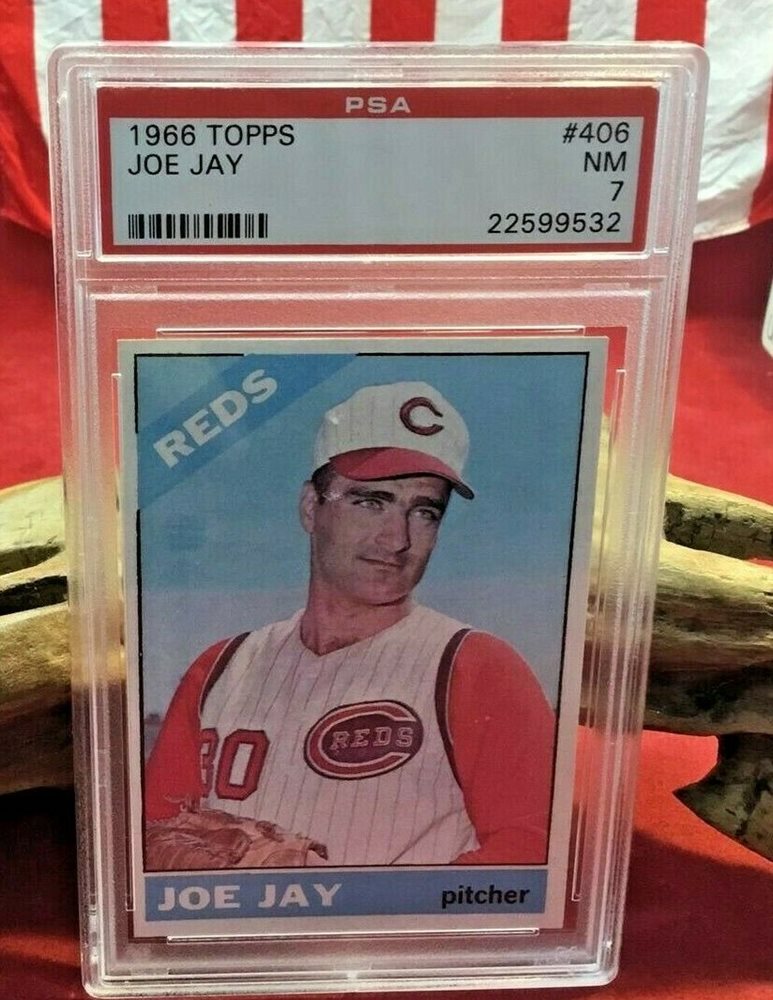 PSA
1966 TOPPS #406
JOE JAY NM
7
22599532
REDS
C
30
REDS
JOE JAY pitcher